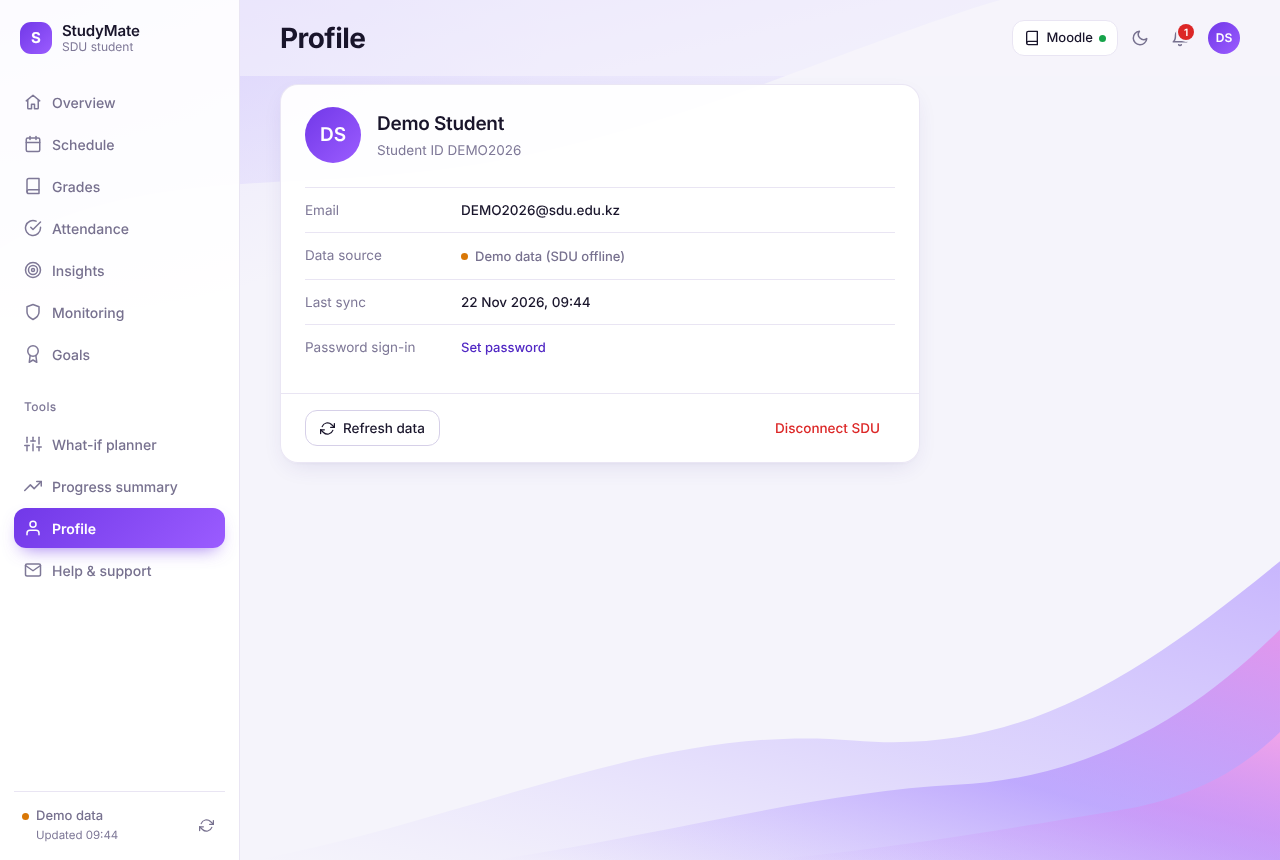 S
StudyMate
SDU student
Overview
Schedule
Grades
Attendance
Insights
Monitoring
Goals
Tools
What-if planner
Progress summary
Profile
Help & support
Demo data
Updated 09:44
Profile
Moodle
1
DS
DS
Demo Student
Student ID DEMO2026
Email DEMO2026@sdu.edu.kz
Data source Demo data (SDU offline)
Last sync 22 Nov 2026, 09:44
Password sign-in Set password
Refresh data
Disconnect SDU